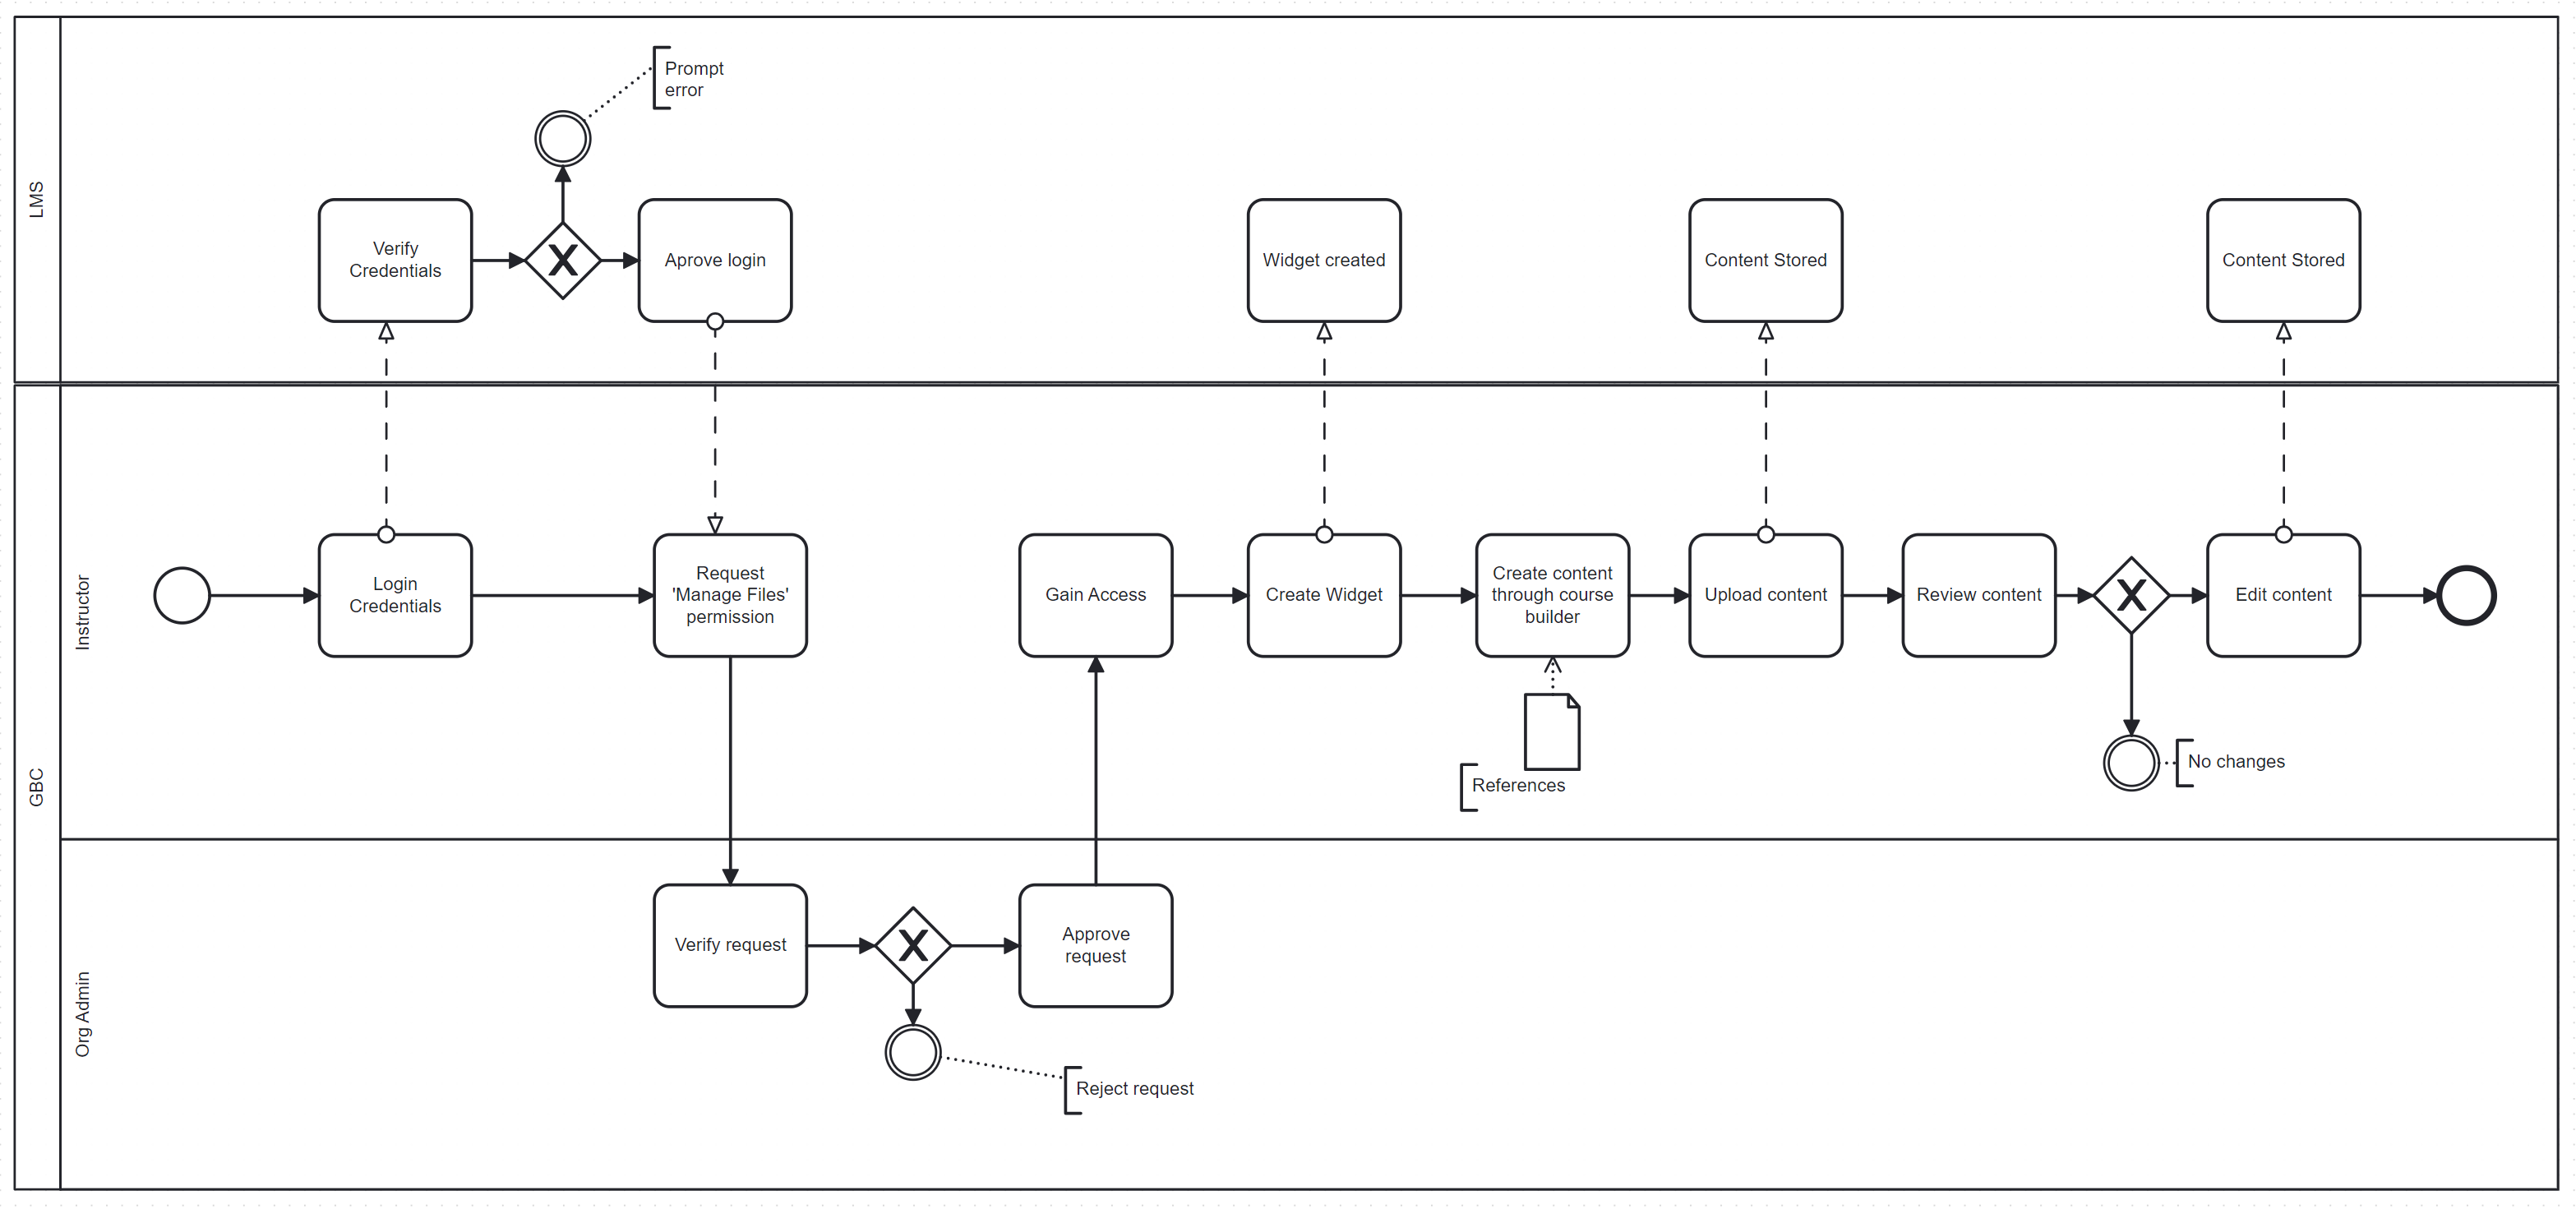 LMS
Prompt
error
Verify
Credentials
X
Aprove login
Widget created
Content Stored
Content Stored
GBC
Instructor
Login
Credentials
Request
'Manage Files'
permission
Gain Access
Create Widget
Create content
through course
builder
Upload content
Review content
X
Edit content
References
No changes
Org Admin
Verify request
X
Approve
request
Reject request